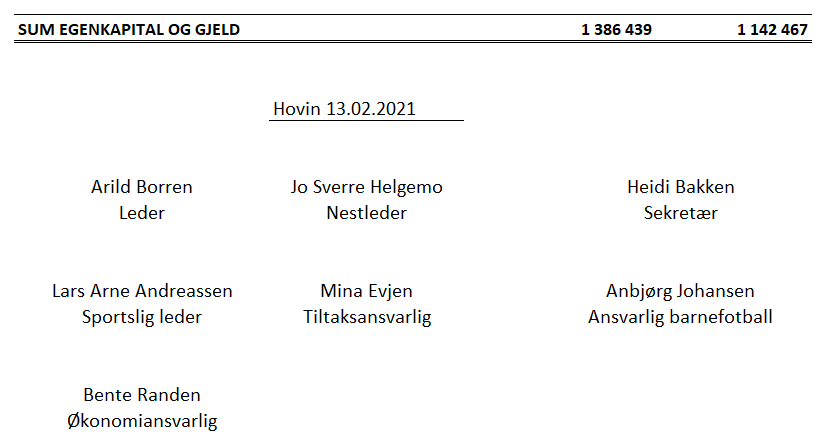 SUM EGENKAPITAL OG GJELD 1 386 439 1 142 467
Hovin 13.02.2021
Arild Borren Jo Sverre Helgemo Heidi Bakken
Leder Nestleder Sekretær
Lars Arne Andreassen Mina Evjen Anbjørg Johansen
Sportslig leder Tiltaksansvarlig Ansvarlig barnefotball
Bente Randen
Økonomiansvarlig